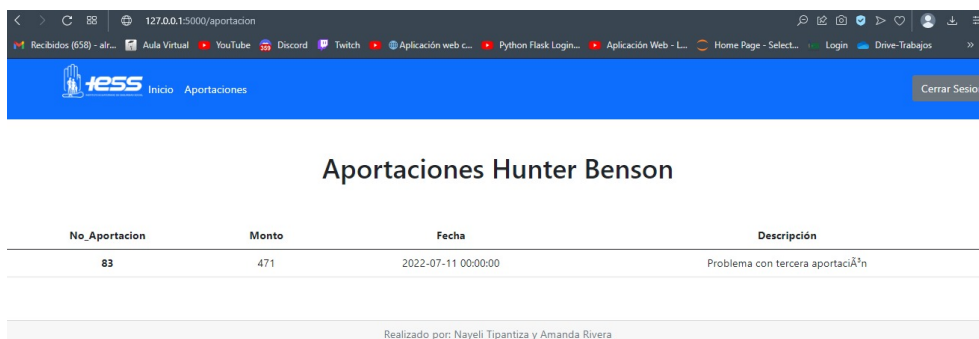 127.0.0.1:5000/aportacion
Recibidos (658) - alr... Aula Virtual YouTube Discord Twitch Aplicación web c... Python Flask Login... Aplicación Web - L... Home Page - Select... Login Drive-Trabajos »
iess Inicio Aportaciones Cerrar Sesio
Aportaciones Hunter Benson
No_Aportacion Monto Fecha Descripción
83 471 2022-07-11 00:00:00 Problema con tercera aportaciÃ³n
Realizado por: Nayeli Tipantiza y Amanda Rivera